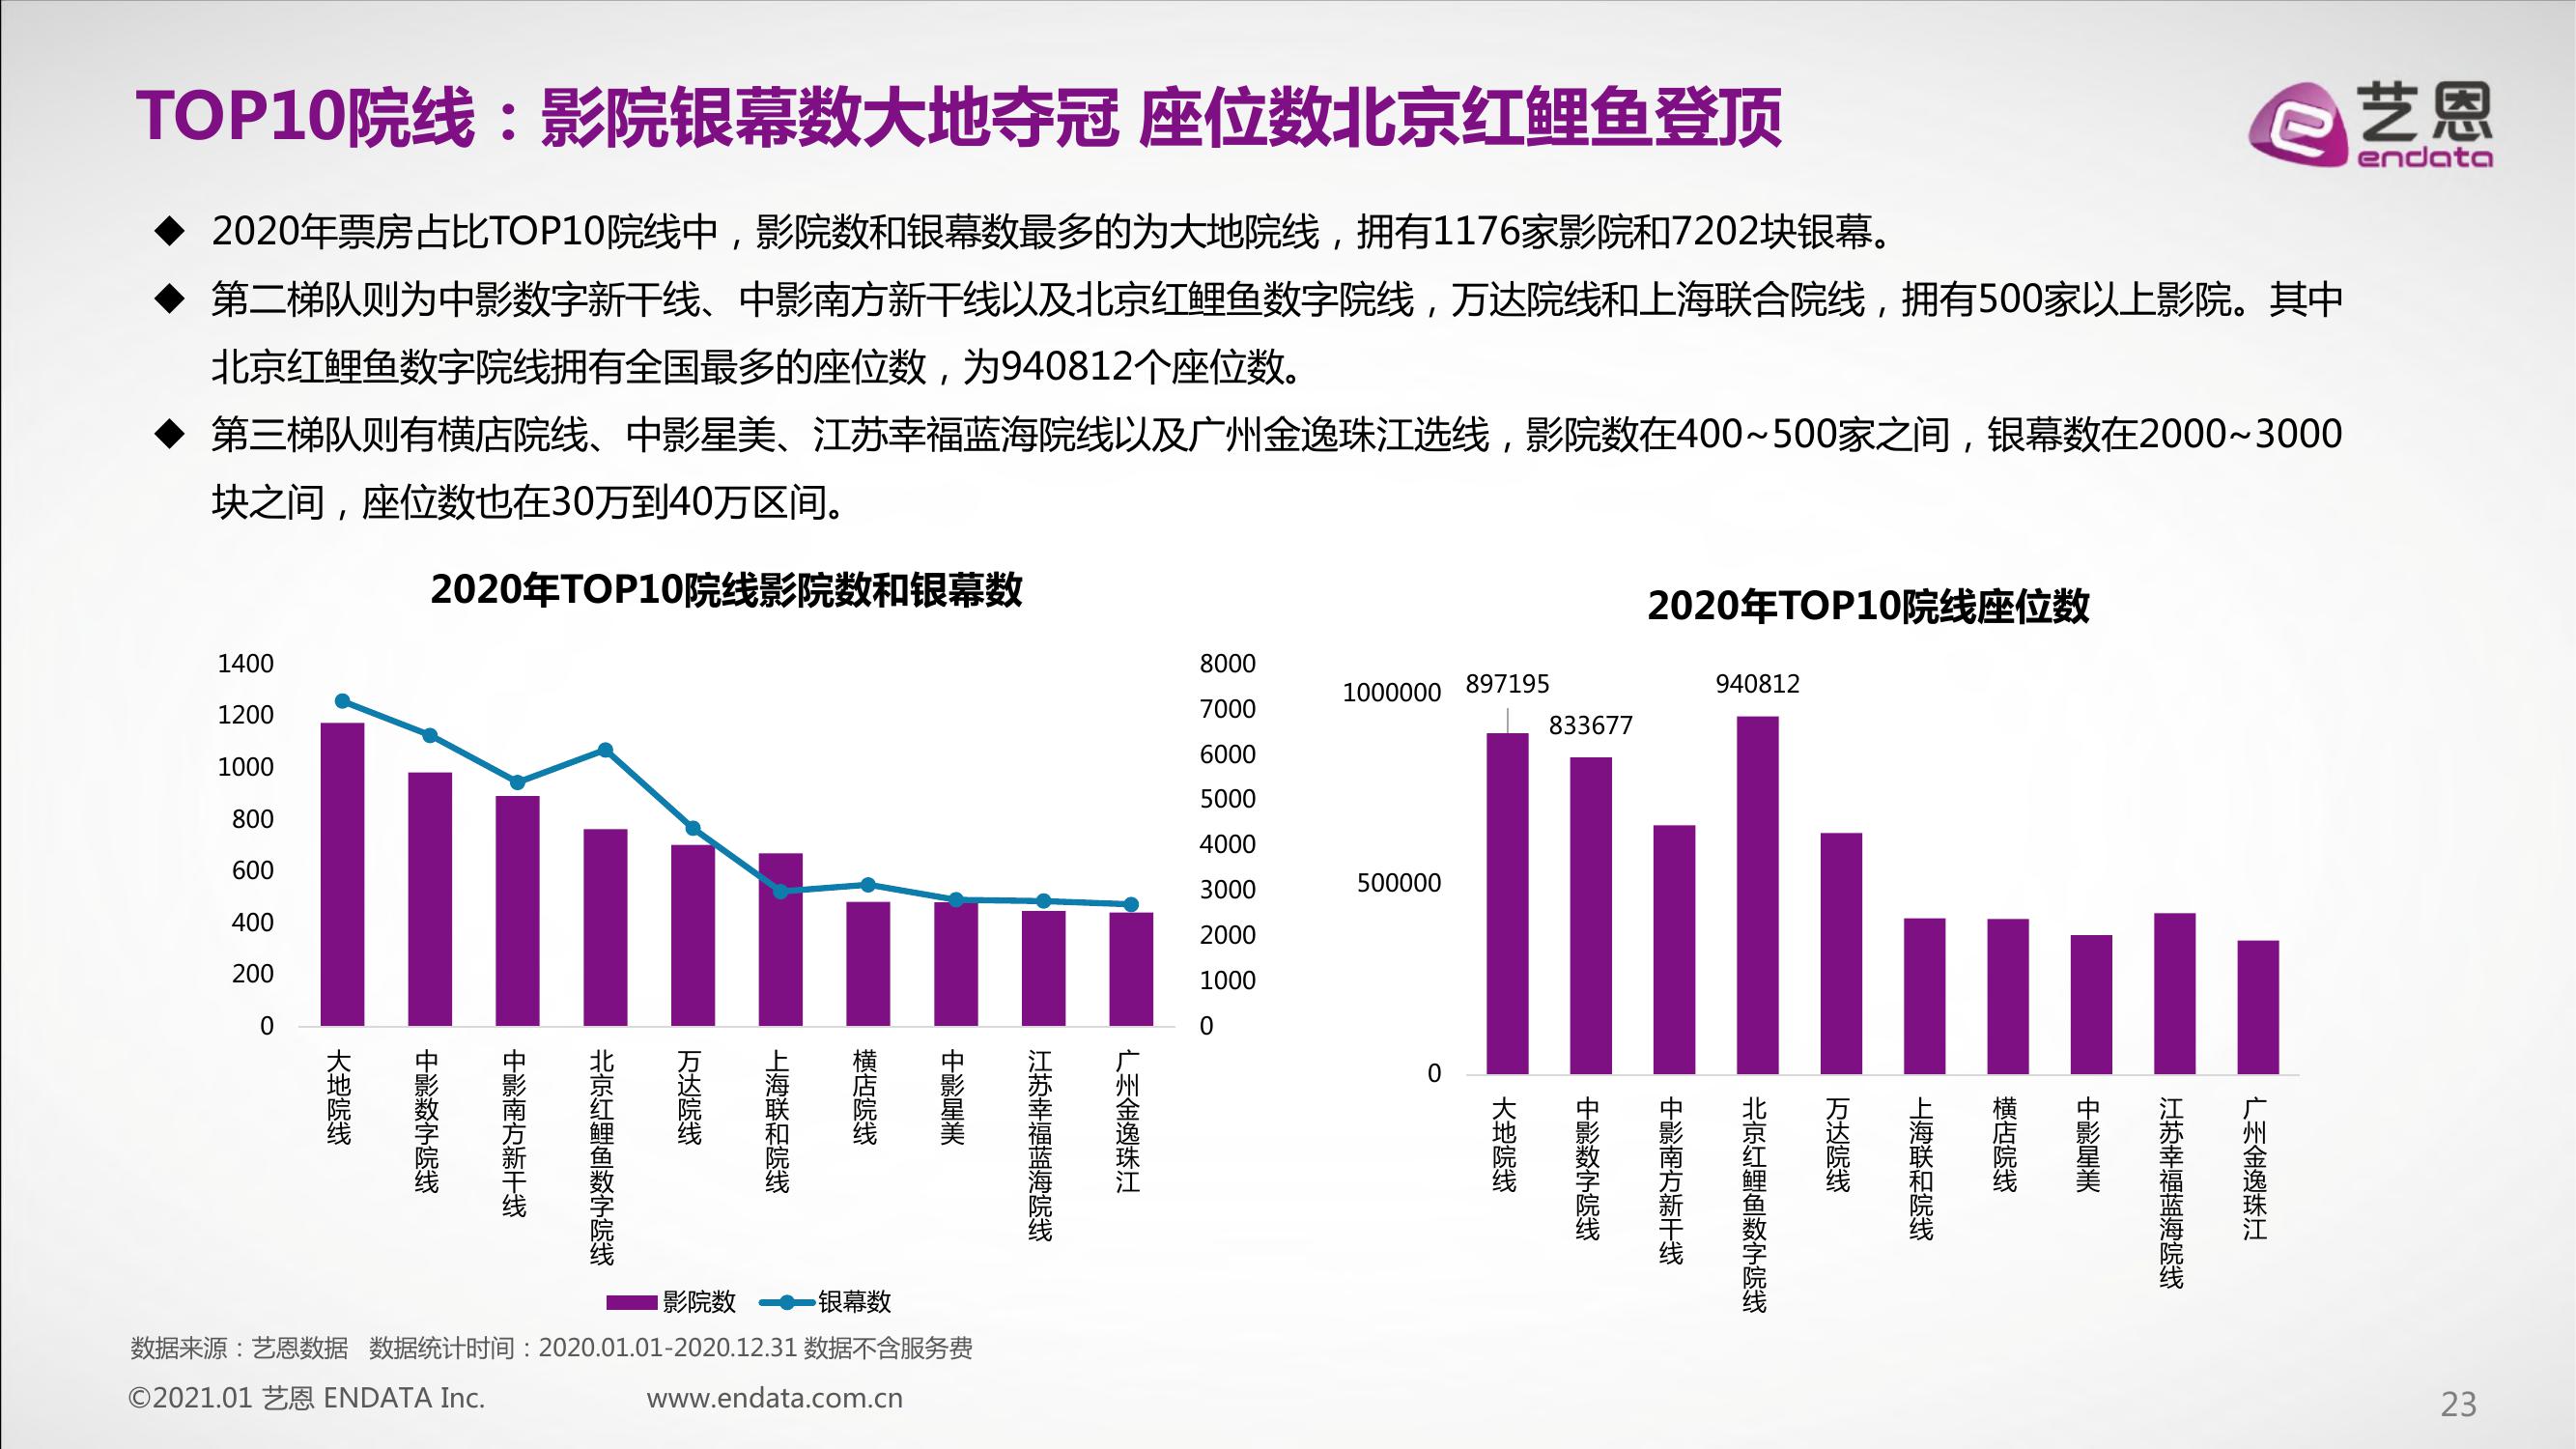 TOP10院线：影院银幕数大地夺冠 座位数北京红鲤鱼登顶
艺恩
endata
◆ 2020年票房占比TOP10院线中，影院数和银幕数最多的为大地院线，拥有1176家影院和7202块银幕。
◆ 第二梯队则为中影数字新干线、中影南方新干线以及北京红鲤鱼数字院线，万达院线和上海联合院线，拥有500家以上影院。其中
北京红鲤鱼数字院线拥有全国最多的座位数，为940812个座位数。
◆ 第三梯队则有横店院线、中影星美、江苏幸福蓝海院线以及广州金逸珠江选线，影院数在400~500家之间，银幕数在2000~3000
块之间，座位数也在30万到40万区间。
2020年TOP10院线影院数和银幕数
1400
1200
1000
800
600
400
200
0
8000
7000
6000
5000
4000
3000
2000
1000
0
大地院线
中影数字院线
中影南方新干线
北京红鲤鱼数字院线
万达院线
上海联和院线
横店院线
中影星美
江苏幸福蓝海院线
广州金逸珠江
影院数
银幕数
2020年TOP10院线座位数
1000000
500000
0
897195
833677
940812
大地院线
中影数字院线
中影南方新干线
北京红鲤鱼数字院线
万达院线
上海联和院线
横店院线
中影星美
江苏幸福蓝海院线
广州金逸珠江
数据来源：艺恩数据 数据统计时间：2020.01.01-2020.12.31 数据不含服务费
©2021.01 艺恩 ENDATA Inc.
www.endata.com.cn
23